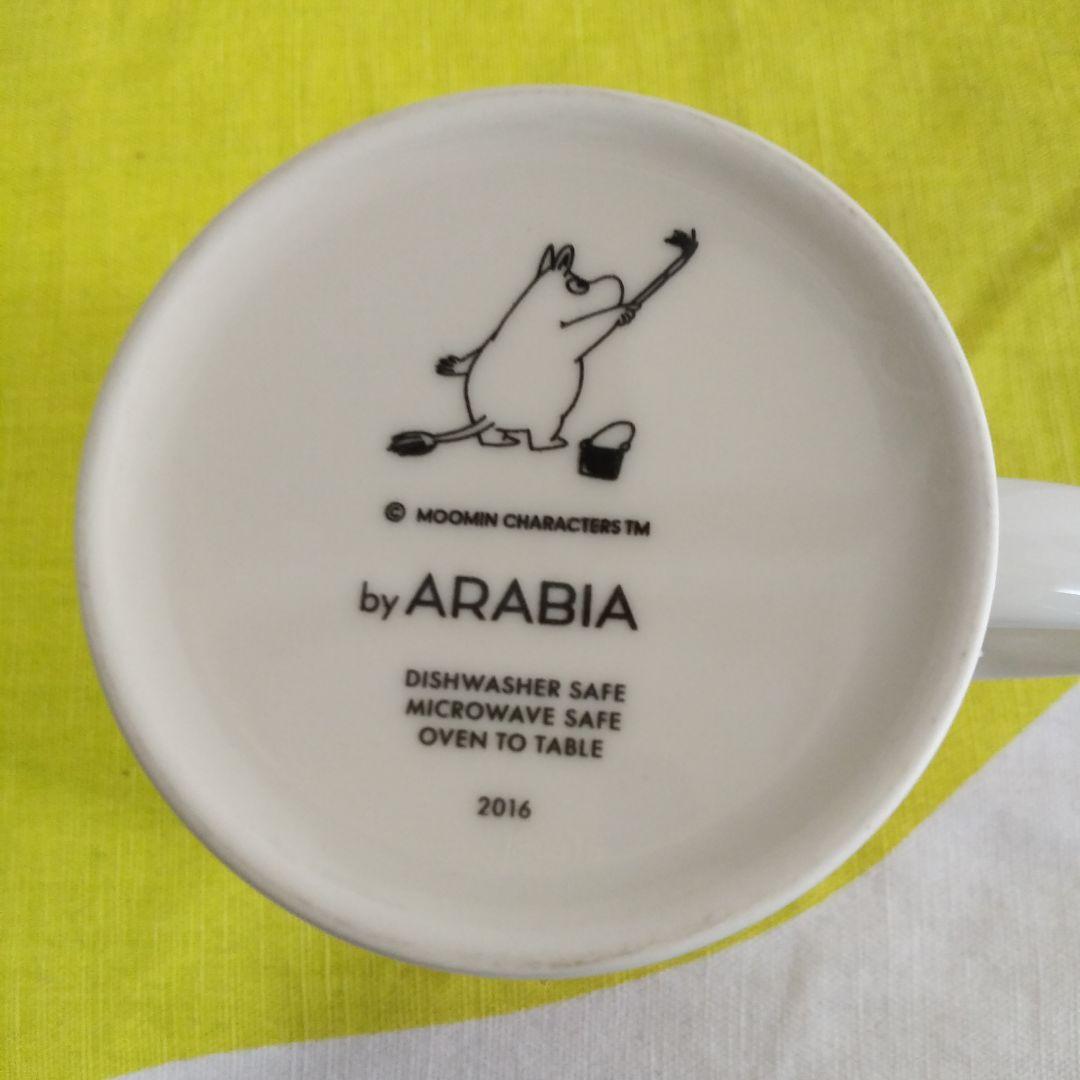 © MOOMIN CHARACTERS TM
by ARABIA
DISHWASHER SAFE
MICROWAVE SAFE
OVEN TO TABLE
2016